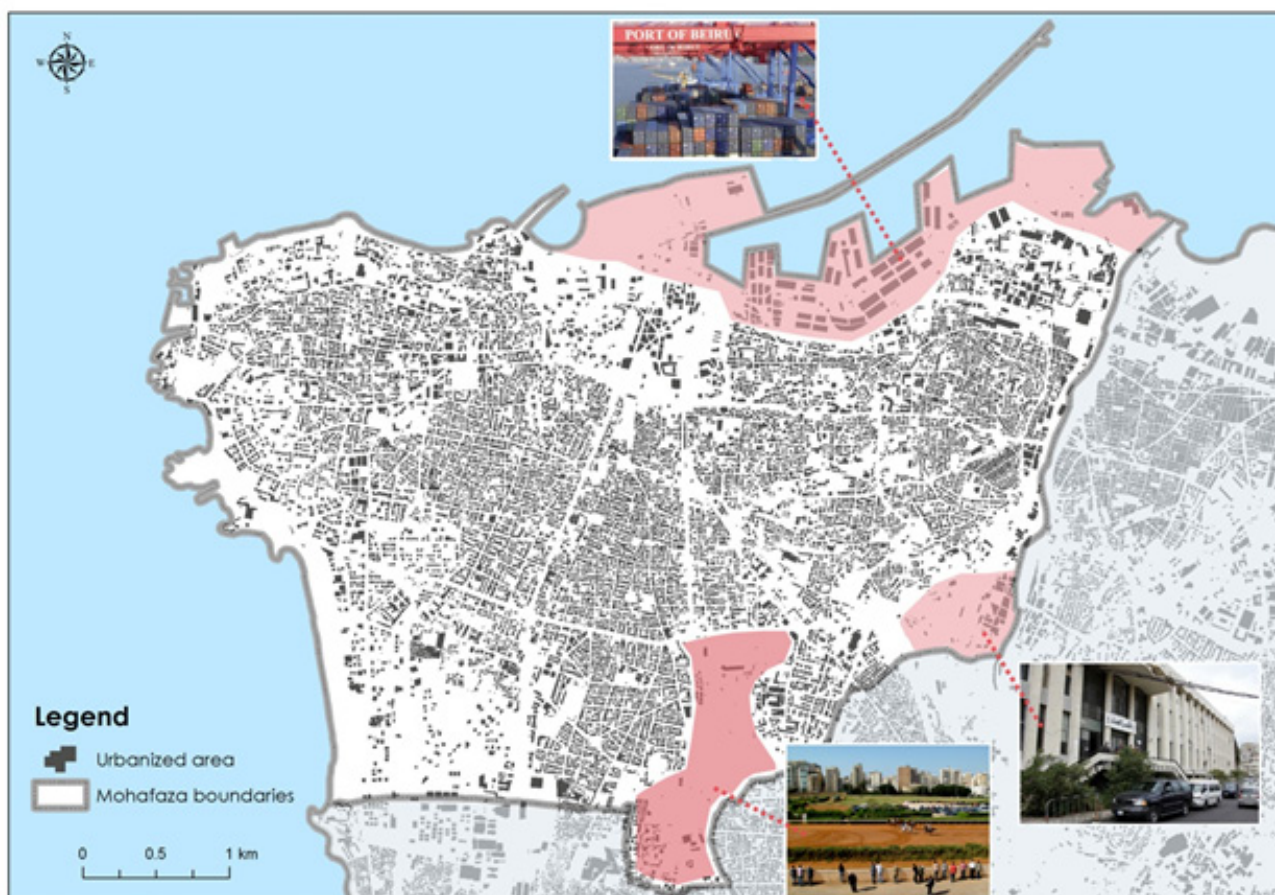 N
W E
S
PORT OF BEIRU
Legend
Urbanized area
Mohafaza boundaries
0 0.5 1 km